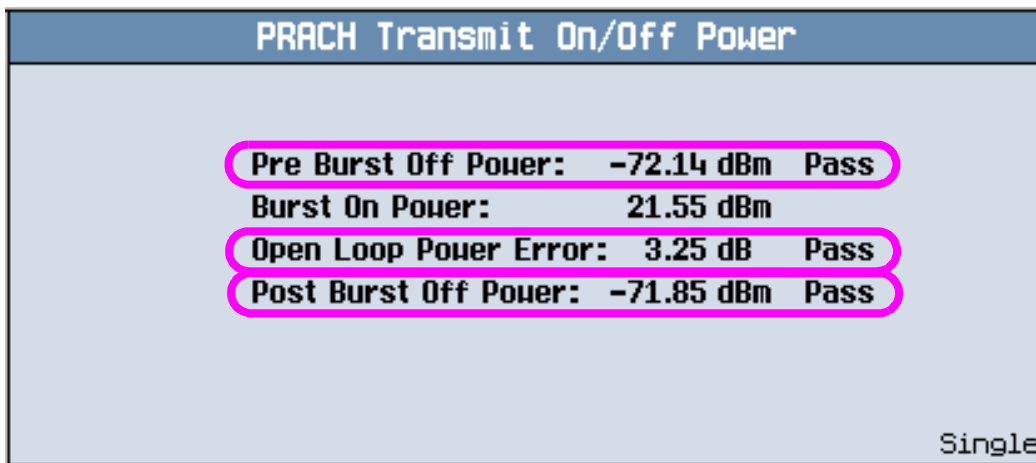 PRACH Transmit On/Off Power
Pre Burst Off Power: -72.14 dBm Pass
Burst On Power: 21.55 dBm
Open Loop Power Error: 3.25 dB Pass
Post Burst Off Power: -71.85 dBm Pass
Single